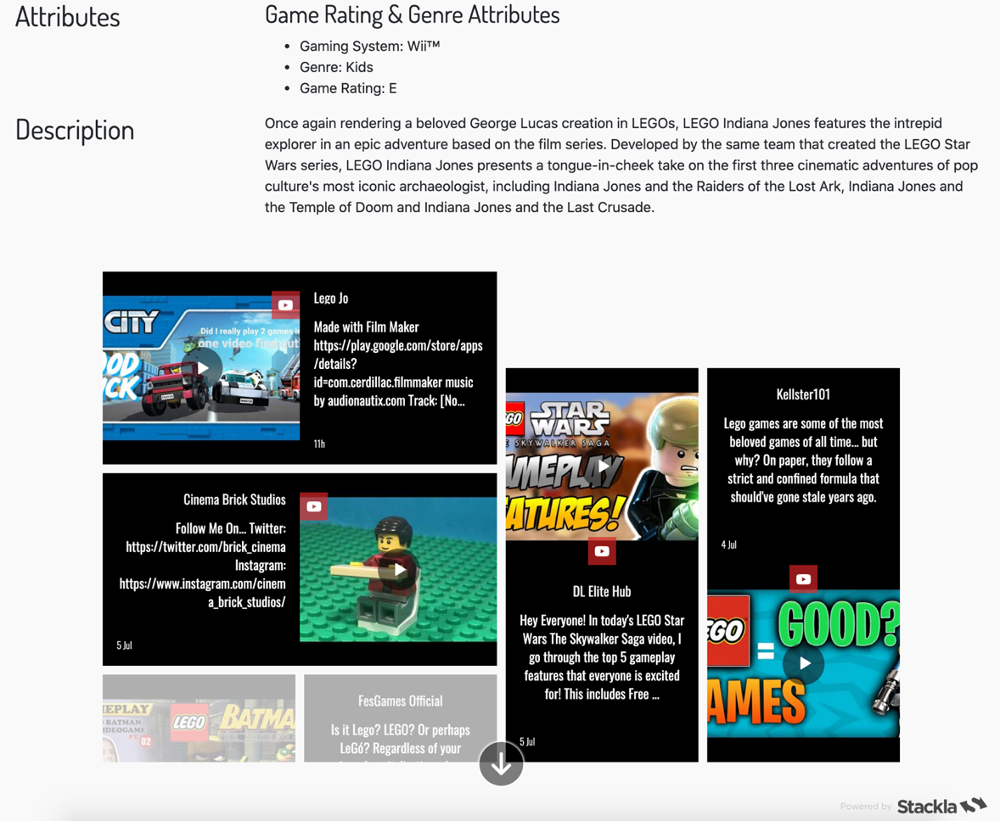 Attributes
Game Rating & Genre Attributes
• Gaming System: Wii™
• Genre: Kids
• Game Rating: E
Description
Once again rendering a beloved George Lucas creation in LEGOs, LEGO Indiana Jones features the intrepid
explorer in an epic adventure based on the film series. Developed by the same team that created the LEGO Star
Wars series, LEGO Indiana Jones presents a tongue-in-cheek take on the first three cinematic adventures of pop
culture's most iconic archaeologist, including Indiana Jones and the Raiders of the Lost Ark, Indiana Jones and
the Temple of Doom and Indiana Jones and the Last Crusade.
CITY
Did I really play 2 games in
one video
Lego Jo
Made with Film Maker
https://play.google.com/store/apps
/details?
id=com.cerdillac.filmmaker music
by audionautix.com Track: [No...
11h
Cinema Brick Studios
Follow Me On... Twitter:
https://twitter.com/brick_cinema
Instagram:
https://www.instagram.com/cinem
a_brick_studios/
5 Jul
STAR
WARS
SKYWALKER SAGA
AMEPLAY
EATURES!
DL Elite Hub
Hey Everyone! In today's LEGO Star
Wars The Skywalker Saga video, I
go through the top 5 gameplay
features that everyone is excited
for! This includes Free ...
5 Jul
Kellster101
Lego games are some of the most
beloved games of all time... but
why? On paper, they follow a
strict and confined formula that
should've gone stale years ago.
4 Jul
EGO = GOOD?
AMES
EPLAY
BATMAN
IDEOGAME
02
LEGO BATMA
FesGames Official
Is it Lego? LEGO? Or perhaps
LeGó? Regardless of your
Powered by Stackla